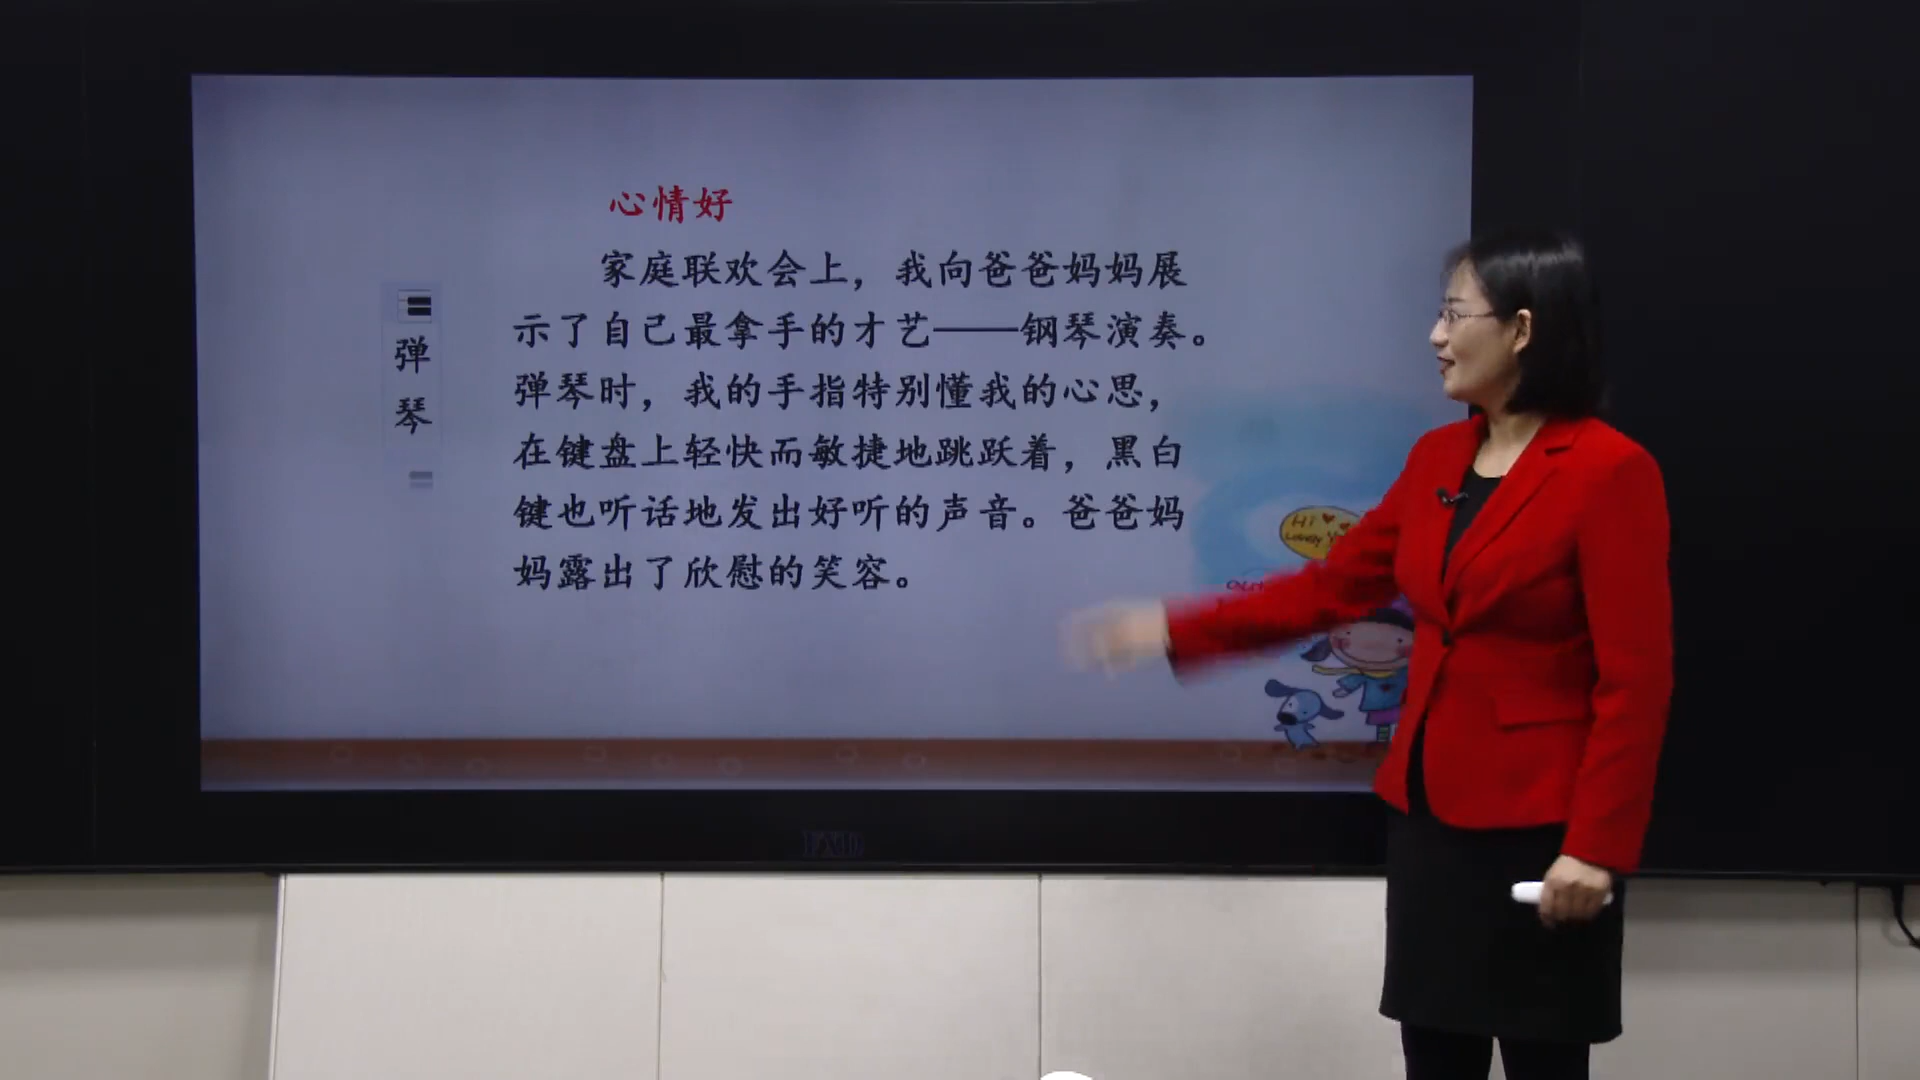 心情好
弹琴
家庭联欢会上，我向爸爸妈妈展
示了自己最拿手的才艺——钢琴演奏。
弹琴时，我的手指特别懂我的心思，
在键盘上轻快而敏捷地跳跃着，黑白
键也听话地发出好听的声音。爸爸妈
妈露出了欣慰的笑容。
Hi
Lovely